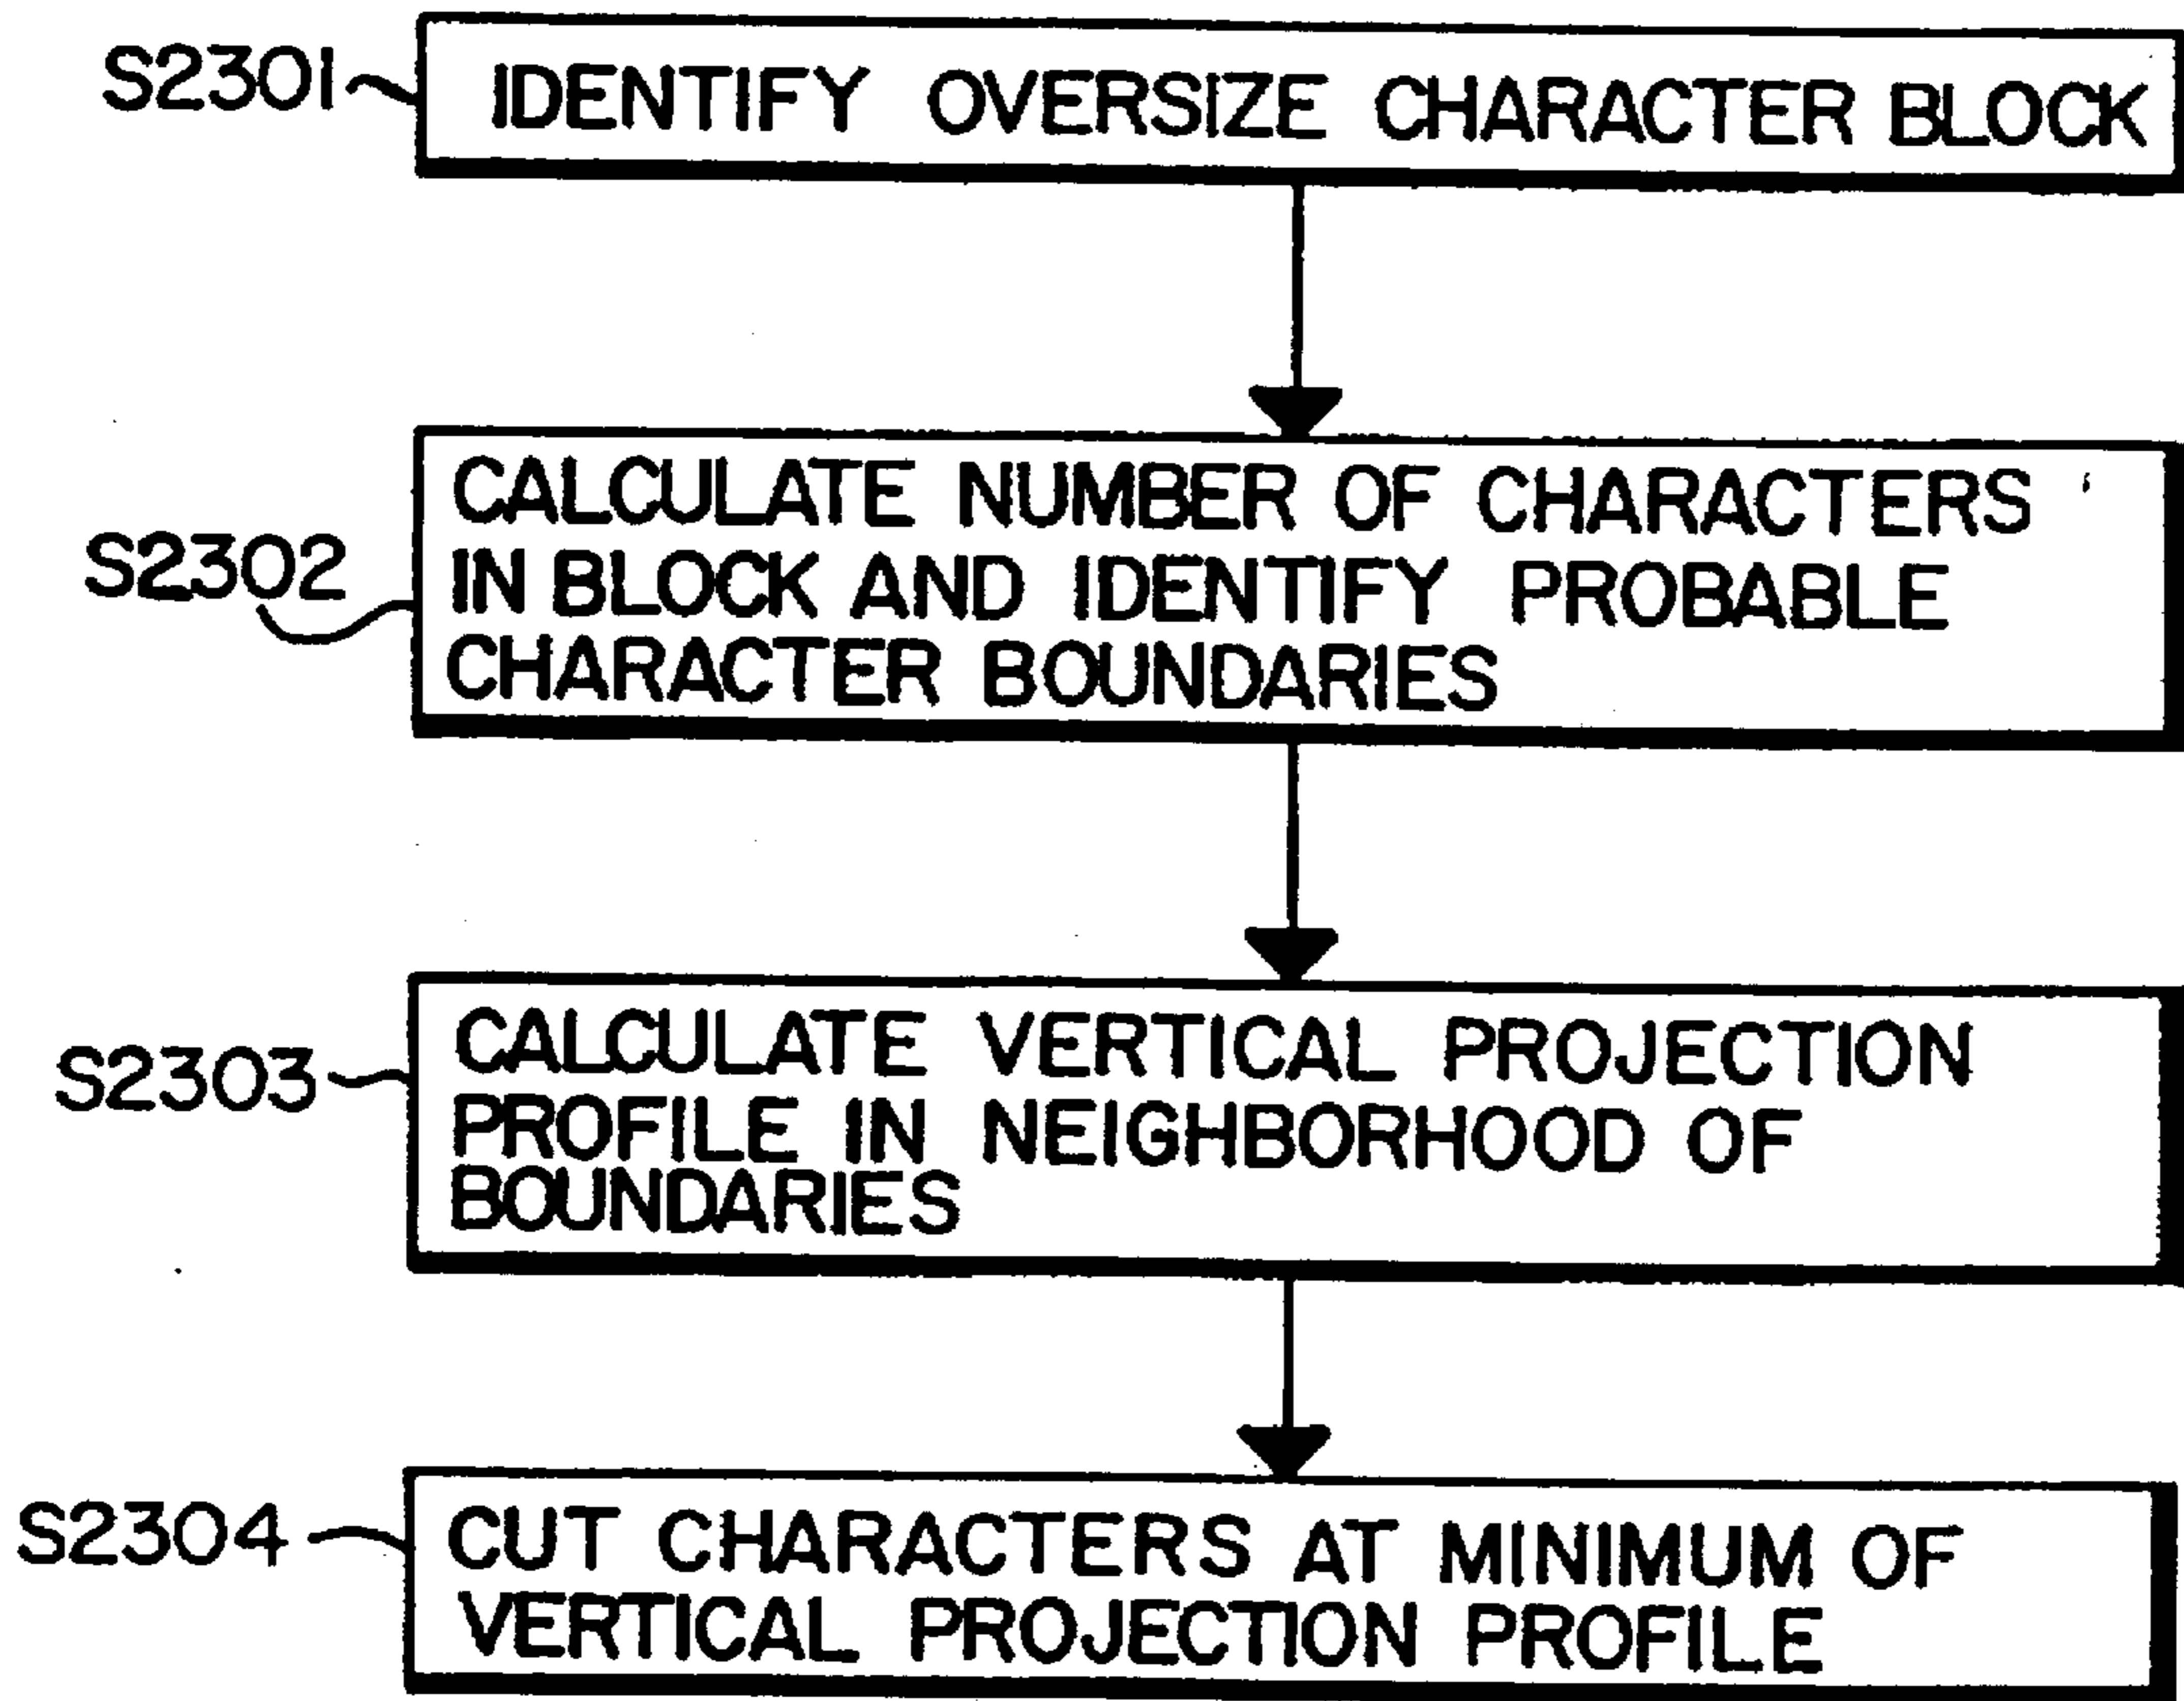 S2301
IDENTIFY OVERSIZE CHARACTER BLOCK
S2302
CALCULATE NUMBER OF CHARACTERS
IN BLOCK AND IDENTIFY PROBABLE
CHARACTER BOUNDARIES
S2303
CALCULATE VERTICAL PROJECTION
PROFILE IN NEIGHBORHOOD OF
BOUNDARIES
S2304
CUT CHARACTERS AT MINIMUM OF
VERTICAL PROJECTION PROFILE